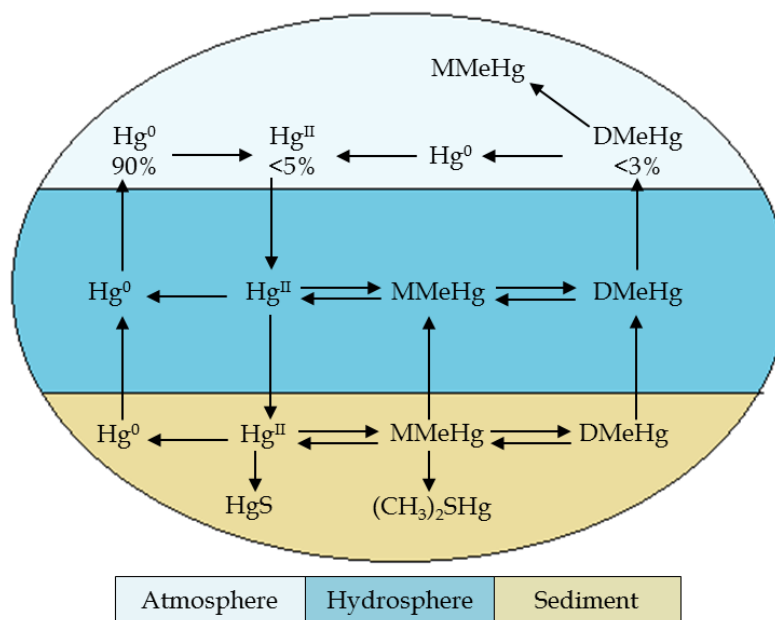 MMeHg
Hg⁰ Hgᴵᴵ Hg⁰ DMeHg
90% <5% <3%
Hg⁰ Hgᴵᴵ MMeHg DMeHg
Hg⁰ Hgᴵᴵ MMeHg DMeHg
HgS (CH₃)₂SHg
Atmosphere Hydrosphere Sediment